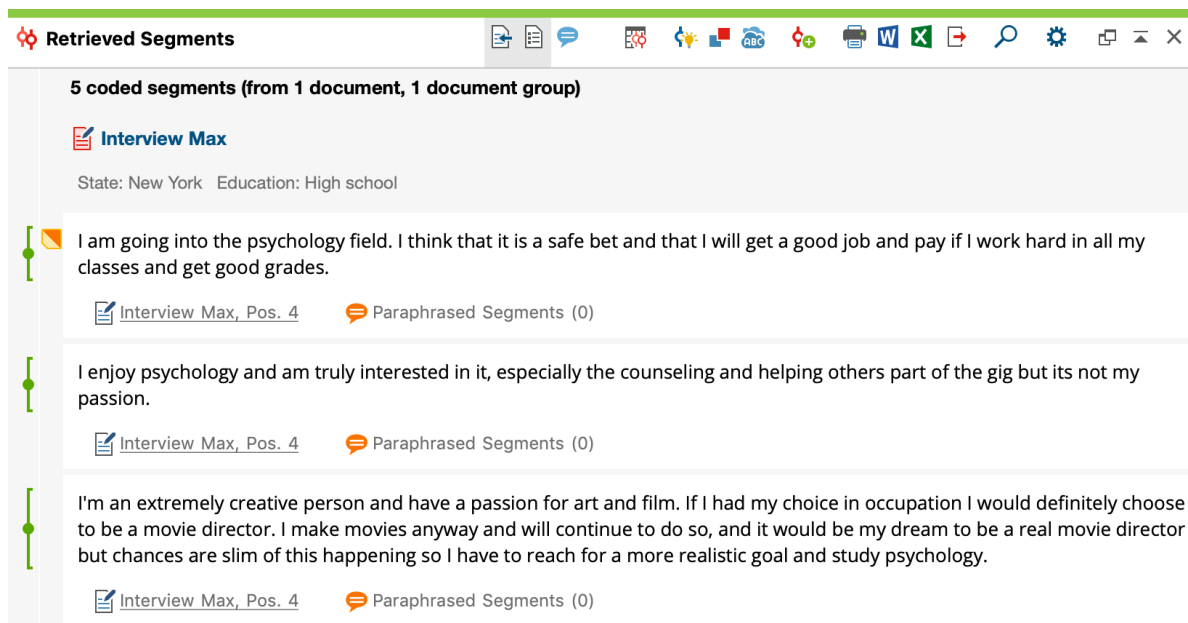 Retrieved Segments
ABC
W
X
5 coded segments (from 1 document, 1 document group)
Interview Max
State: New York Education: High school
I am going into the psychology field. I think that it is a safe bet and that I will get a good job and pay if I work hard in all my
classes and get good grades.
Interview Max, Pos. 4 Paraphrased Segments (0)
I enjoy psychology and am truly interested in it, especially the counseling and helping others part of the gig but its not my
passion.
Interview Max, Pos. 4 Paraphrased Segments (0)
I'm an extremely creative person and have a passion for art and film. If I had my choice in occupation I would definitely choose
to be a movie director. I make movies anyway and will continue to do so, and it would be my dream to be a real movie director
but chances are slim of this happening so I have to reach for a more realistic goal and study psychology.
Interview Max, Pos. 4 Paraphrased Segments (0)